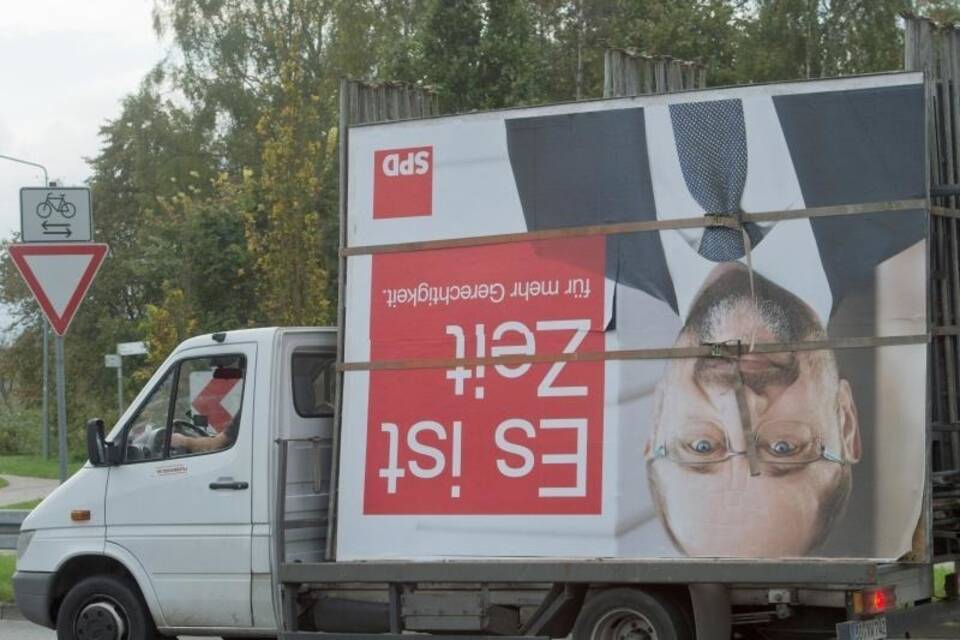 Es ist
Zeit
für mehr Gerechtigkeit.
SPD